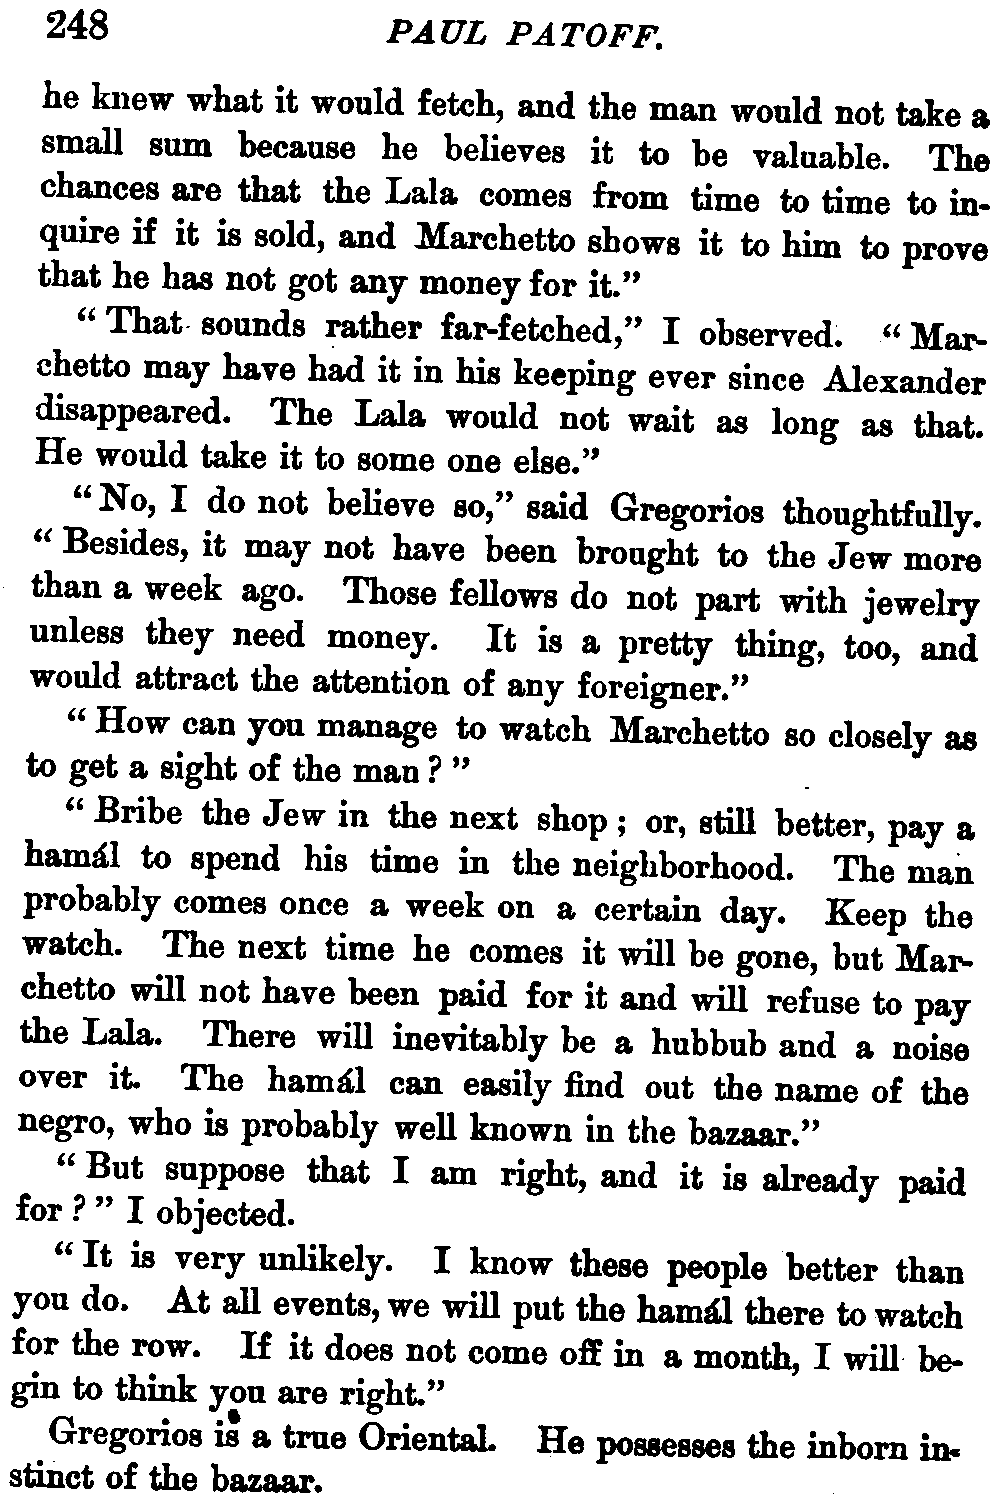 248 PAUL PATOFF.
he knew what it would fetch, and the man would not take a
small sum because he believes it to be valuable. The
chances are that the Lala comes from time to time to in-
quire if it is sold, and Marchetto shows it to him to prove
that he has not got any money for it.”
“ That sounds rather far-fetched,” I observed. “ Mar-
chetto may have had it in his keeping ever since Alexander
disappeared. The Lala would not wait as long as that.
He would take it to some one else.”
“ No, I do not believe so,” said Gregorios thoughtfully.
“ Besides, it may not have been brought to the Jew more
than a week ago. Those fellows do not part with jewelry
unless they need money. It is a pretty thing, too, and
would attract the attention of any foreigner.”
“ How can you manage to watch Marchetto so closely as
to get a sight of the man ? ”
“ Bribe the Jew in the next shop ; or, still better, pay a
hamál to spend his time in the neighborhood. The man
probably comes once a week on a certain day. Keep the
watch. The next time he comes it will be gone, but Mar-
chetto will not have been paid for it and will refuse to pay
the Lala. There will inevitably be a hubbub and a noise
over it. The hamál can easily find out the name of the
negro, who is probably well known in the bazaar.”
“ But suppose that I am right, and it is already paid
for ? ” I objected.
“ It is very unlikely. I know these people better than
you do. At all events, we will put the hamál there to watch
for the row. If it does not come off in a month, I will be-
gin to think you are right.”
Gregorios is a true Oriental. He possesses the inborn in-
stinct of the bazaar.